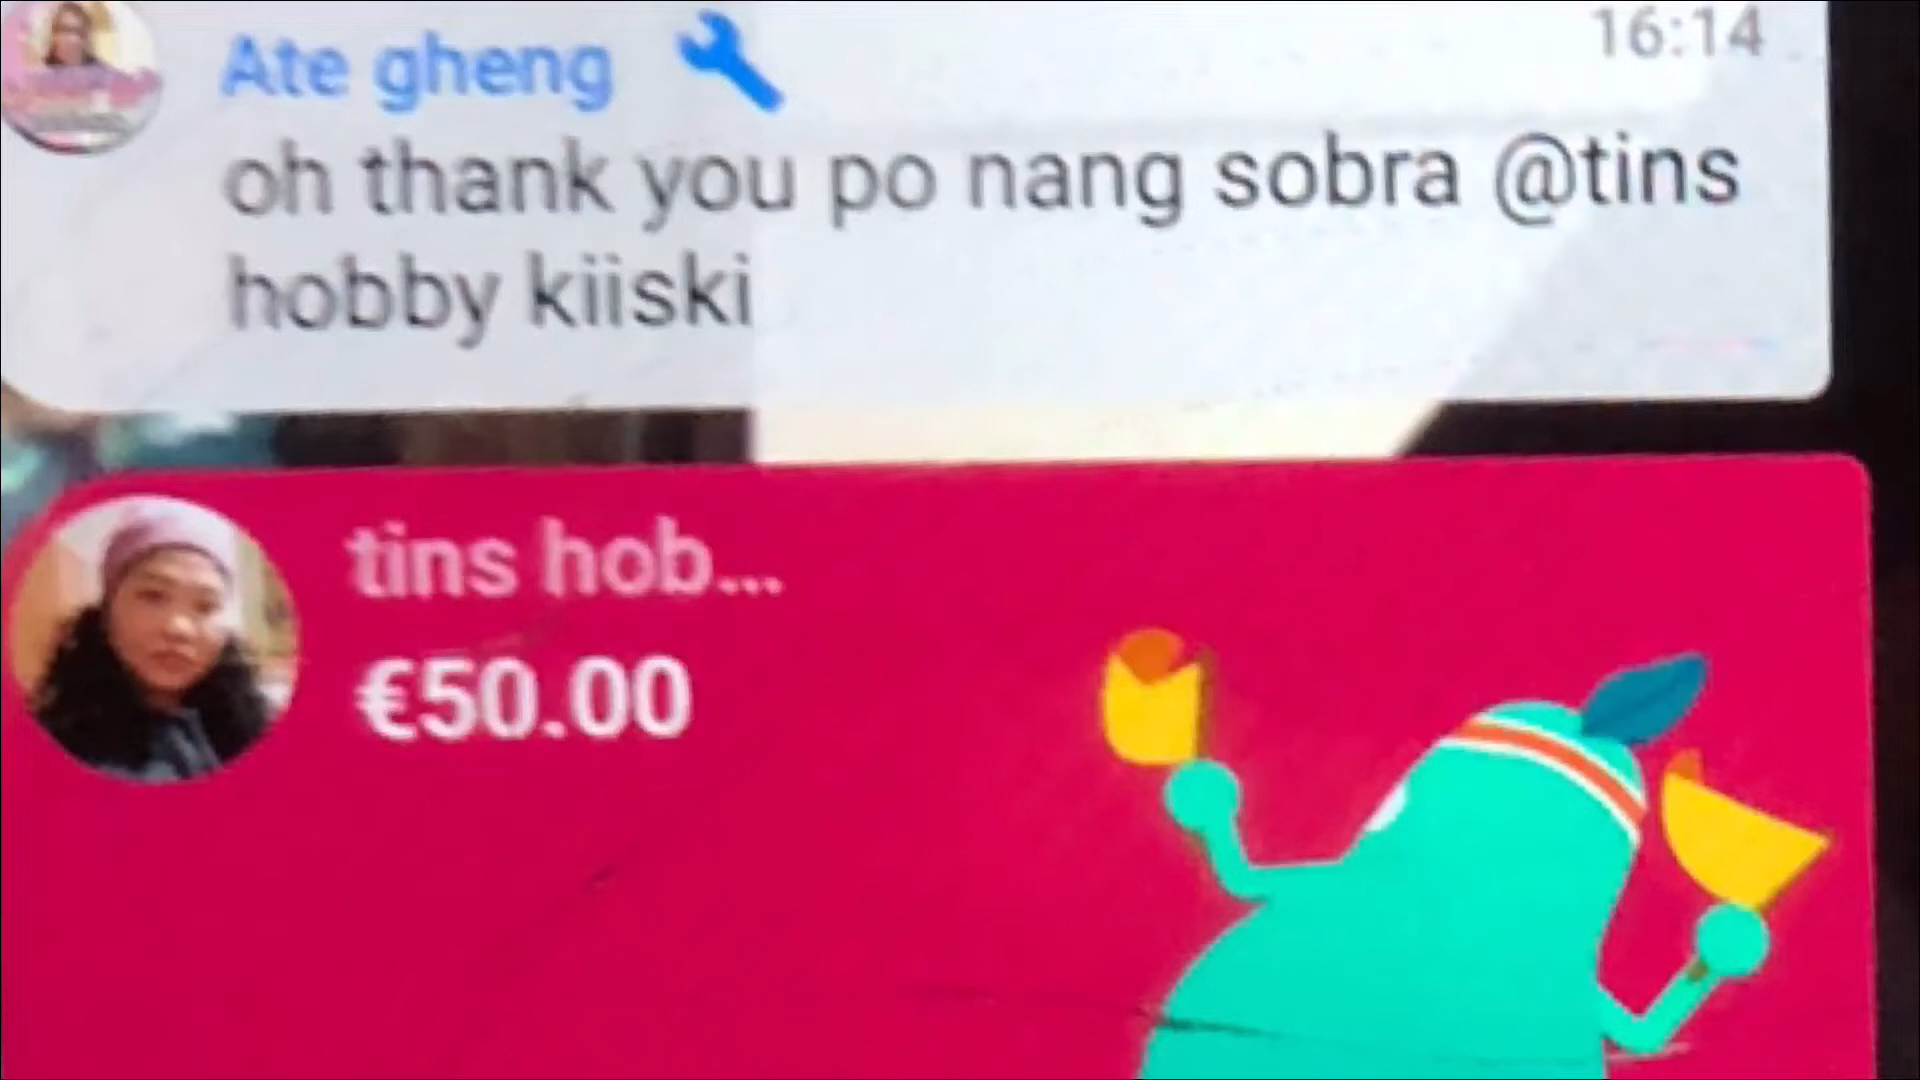 Ate gheng
16:14
oh thank you po nang sobra @tins
hobby kiiski
tins hob...
€50.00